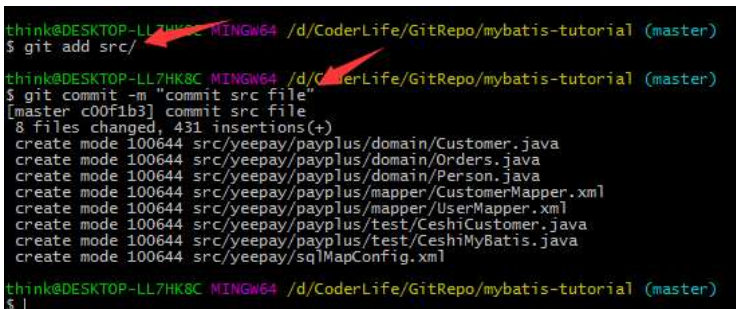 think@DESKTOP-LL7HK8C MINGW64 /d/CoderLife/GitRepo/mybatis-tutorial (master)
$ git add src/
think@DESKTOP-LL7HK8C MINGW64 /d/CoderLife/GitRepo/mybatis-tutorial (master)
$ git commit -m "commit src file"
[master c00f1b3] commit src file
8 files changed, 431 insertions(+)
create mode 100644 src/yeepay/payplus/domain/Customer.java
create mode 100644 src/yeepay/payplus/domain/Orders.java
create mode 100644 src/yeepay/payplus/domain/Person.java
create mode 100644 src/yeepay/payplus/mapper/CustomerMapper.xml
create mode 100644 src/yeepay/payplus/mapper/UserMapper.xml
create mode 100644 src/yeepay/payplus/test/CeshiCustomer.java
create mode 100644 src/yeepay/payplus/test/CeshiMyBatis.java
create mode 100644 src/yeepay/sqlMapConfig.xml
think@DESKTOP-LL7HK8C MINGW64 /d/CoderLife/GitRepo/mybatis-tutorial (master)
$